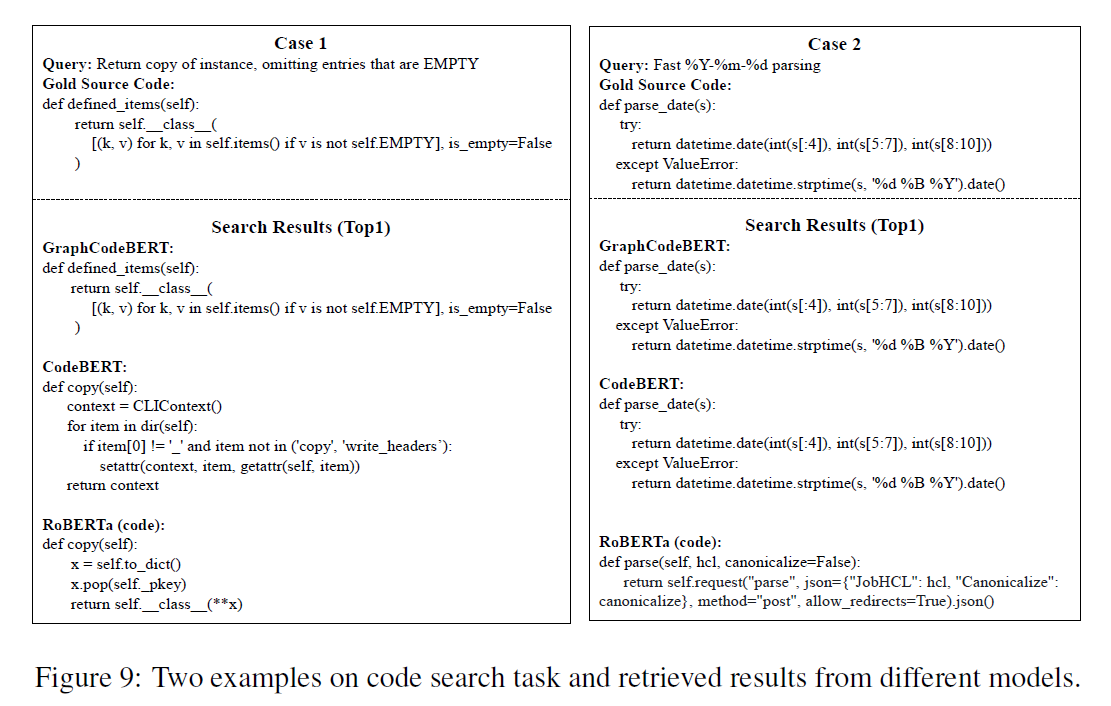 Case 1
Query: Return copy of instance, omitting entries that are EMPTY
Gold Source Code:
def defined_items(self):
return self.__class__(
[(k, v) for k, v in self.items() if v is not self.EMPTY], is_empty=False
)
Search Results (Top1)
GraphCodeBERT:
def defined_items(self):
return self.__class__(
[(k, v) for k, v in self.items() if v is not self.EMPTY], is_empty=False
)
CodeBERT:
def copy(self):
context = CLIContext()
for item in dir(self):
if item[0] != '_' and item not in ('copy', 'write_headers`):
setattr(context, item, getattr(self, item))
return context
RoBERTa (code):
def copy(self):
x = self.to_dict()
x.pop(self._pkey)
return self.__class__(**x)
Case 2
Query: Fast %Y-%m-%d parsing
Gold Source Code:
def parse_date(s):
try:
return datetime.date(int(s[:4]), int(s[5:7]), int(s[8:10]))
except ValueError:
return datetime.datetime.strptime(s, '%d %B %Y').date()
Search Results (Top1)
GraphCodeBERT:
def parse_date(s):
try:
return datetime.date(int(s[:4]), int(s[5:7]), int(s[8:10]))
except ValueError:
return datetime.datetime.strptime(s, '%d %B %Y').date()
CodeBERT:
def parse_date(s):
try:
return datetime.date(int(s[:4]), int(s[5:7]), int(s[8:10]))
except ValueError:
return datetime.datetime.strptime(s, '%d %B %Y').date()
RoBERTa (code):
def parse(self, hcl, canonicalize=False):
return self.request("parse", json={"JobHCL": hcl, "Canonicalize":
canonicalize}, method="post", allow_redirects=True).json()
Figure 9: Two examples on code search task and retrieved results from different models.